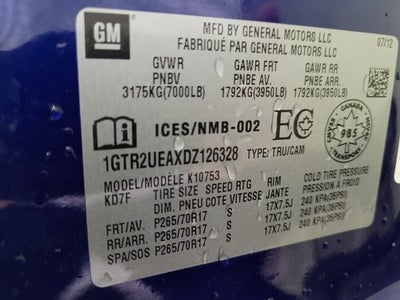 GM
MFD BY GENERAL MOTORS LLC
FABRIQUÉ PAR GENERAL MOTORS LLC
07/12
GVWR GAWR FRT GAWR RR
PNBV PNBE AV. PNBE ARR.
3175KG(7000LB) 1792KG(3950LB) 1792KG(3950LB)
ICES/NMB-002 EC
CANADA
985
1GTR2UEAXDZ126328 TYPE: TRU/CAM
MODEL/MODÈLE K10753 RIM COLD TIRE PRESSURE
KD7F TIRE SIZE SPEED RTG JANTE PRESSION À FROID
DIM. PNEU COTE VITESSE
FRT/AV. P265/70R17 S 17X7.5J 240 KPA(35PSI)
RR/ARR. P265/70R17 S 17X7.5J 240 KPA(35PSI)
SPA/SOS P265/70R17 S 17X7.5J 240 KPA(35PSI)